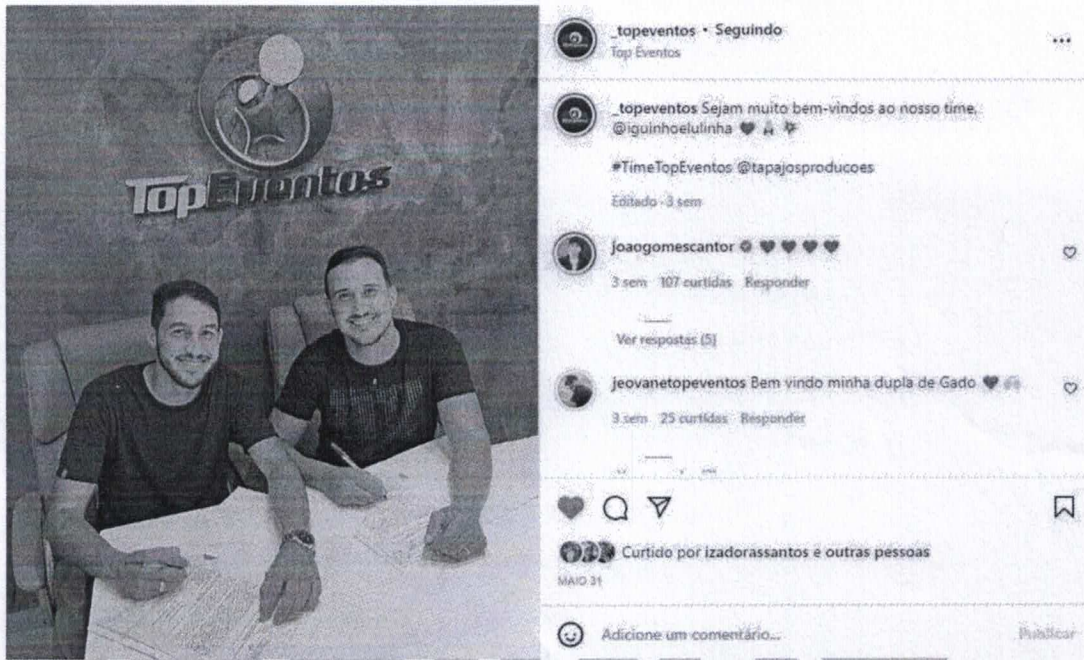 TopEventos
_topeventos • Seguindo
Top Eventos
_topeventos Sejam muito bem-vindos ao nosso time,
@iguinhoelulinha
#TimeTopEventos @tapajosproducoes
Editado · 3 sem
joaogomescantor
3 sem 107 curtidas Responder
Ver respostas (5)
jeovanetopeventos Bem vindo minha dupla de Gado
3 sem 25 curtidas Responder
Curtido por izadorassantos e outras pessoas
MAIO 31
Adicione um comentário...
Publicar